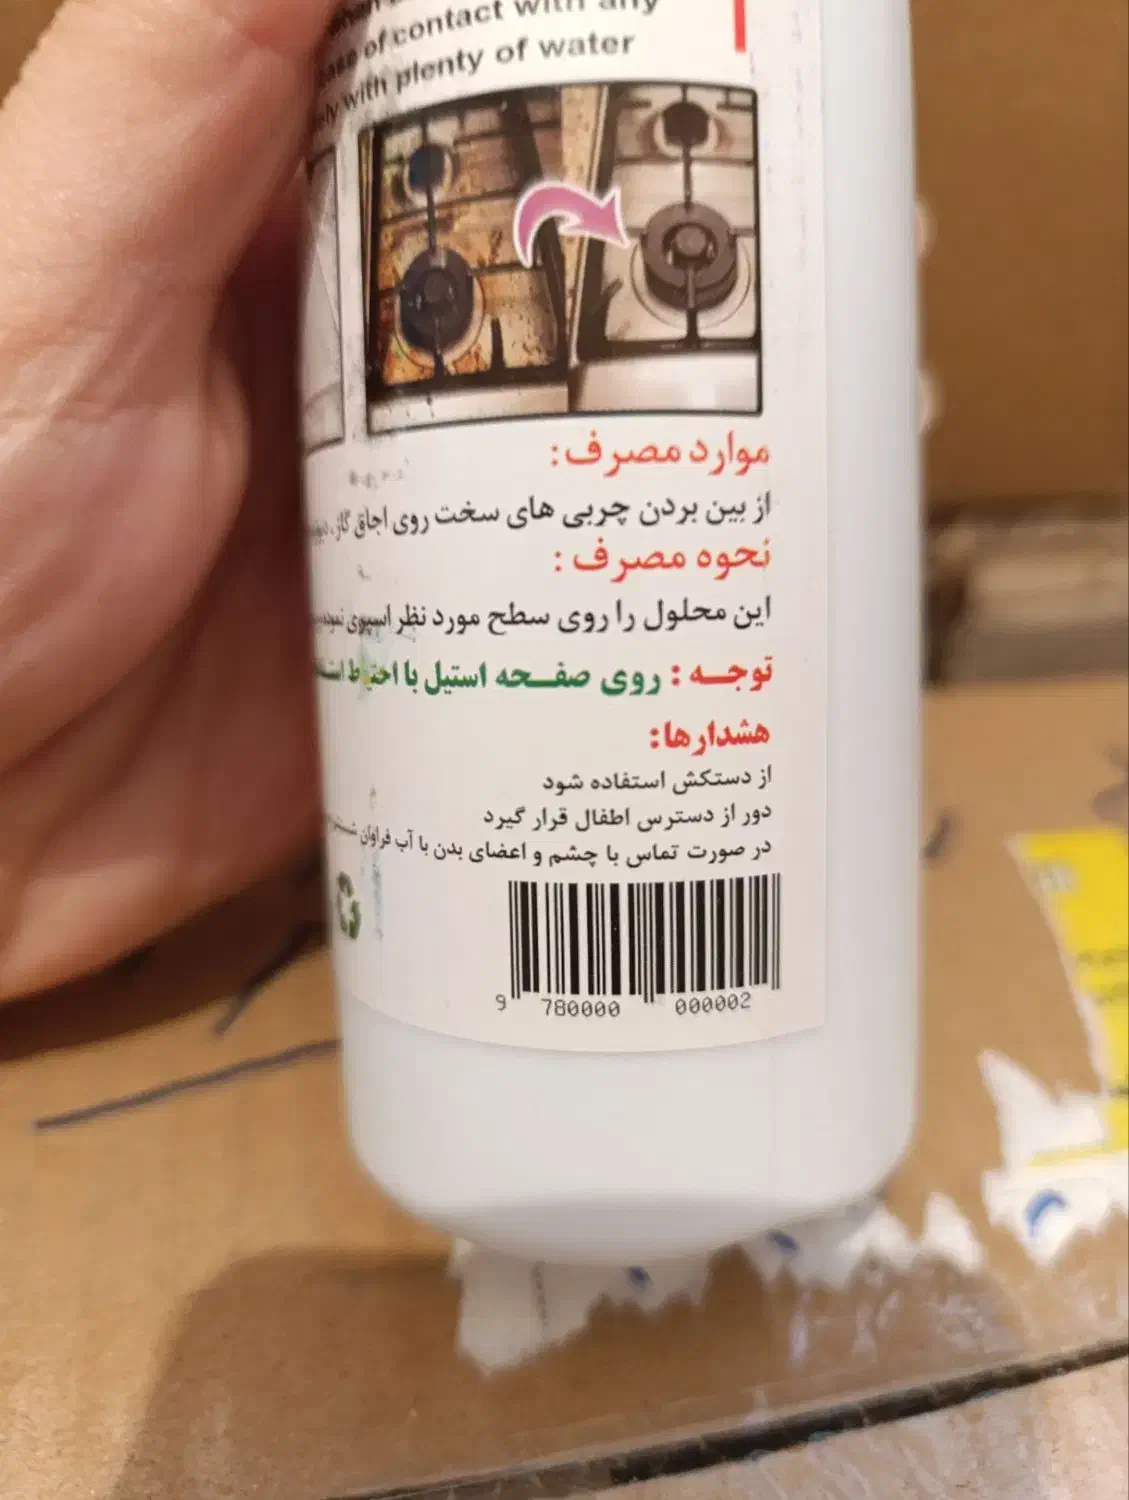 of contact with any
with plenty of water
موارد مصرف:
از بین بردن چربی های سخت روی اجاق گاز،
نحوه مصرف :
این محلول را روی سطح مورد نظر اسپری نموده
توجــه : روی صفــحه استیل با احتیاط
هشدارها:
از دستکش استفاده شود
دور از دسترس اطفال قرار گیرد
در صورت تماس با چشم و اعضای بدن با آب فراوان
9 780000 000002